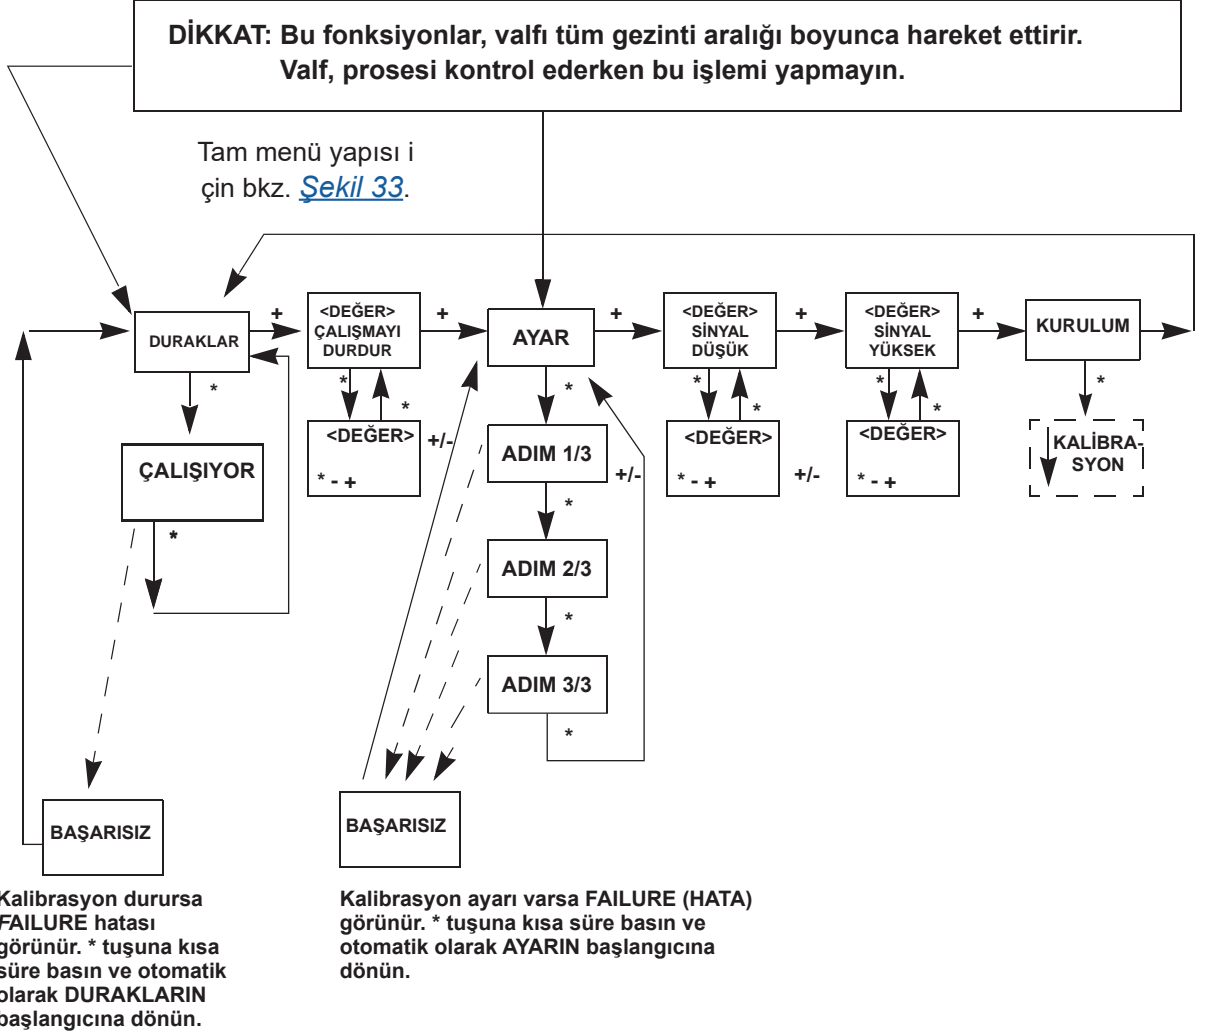 DİKKAT: Bu fonksiyonlar, valfı tüm gezinti aralığı boyunca hareket ettirir.
Valf, prosesi kontrol ederken bu işlemi yapmayın.
Tam menü yapısı i
çin bkz. Şekil 33.
DURAKLAR
+
<DEĞER>
ÇALIŞMAYI
DURDUR
+
AYAR
+
<DEĞER>
SİNYAL
DÜŞÜK
+
<DEĞER>
SİNYAL
YÜKSEK
+
KURULUM
*
*
*
*
*
*
*
*
*
ÇALIŞIYOR
*
<DEĞER>
* - +
+/-
ADIM 1/3
+/-
*
<DEĞER>
* - +
+/-
<DEĞER>
* - +
KALİBRA-
SYON
ADIM 2/3
*
ADIM 3/3
*
BAŞARISIZ
BAŞARISIZ
Kalibrasyon durursa
FAILURE hatası
görünür. * tuşuna kısa
süre basın ve otomatik
olarak DURAKLARIN
başlangıcına dönün.
Kalibrasyon ayarı varsa FAILURE (HATA)
görünür. * tuşuna kısa süre basın ve
otomatik olarak AYARIN başlangıcına
dönün.